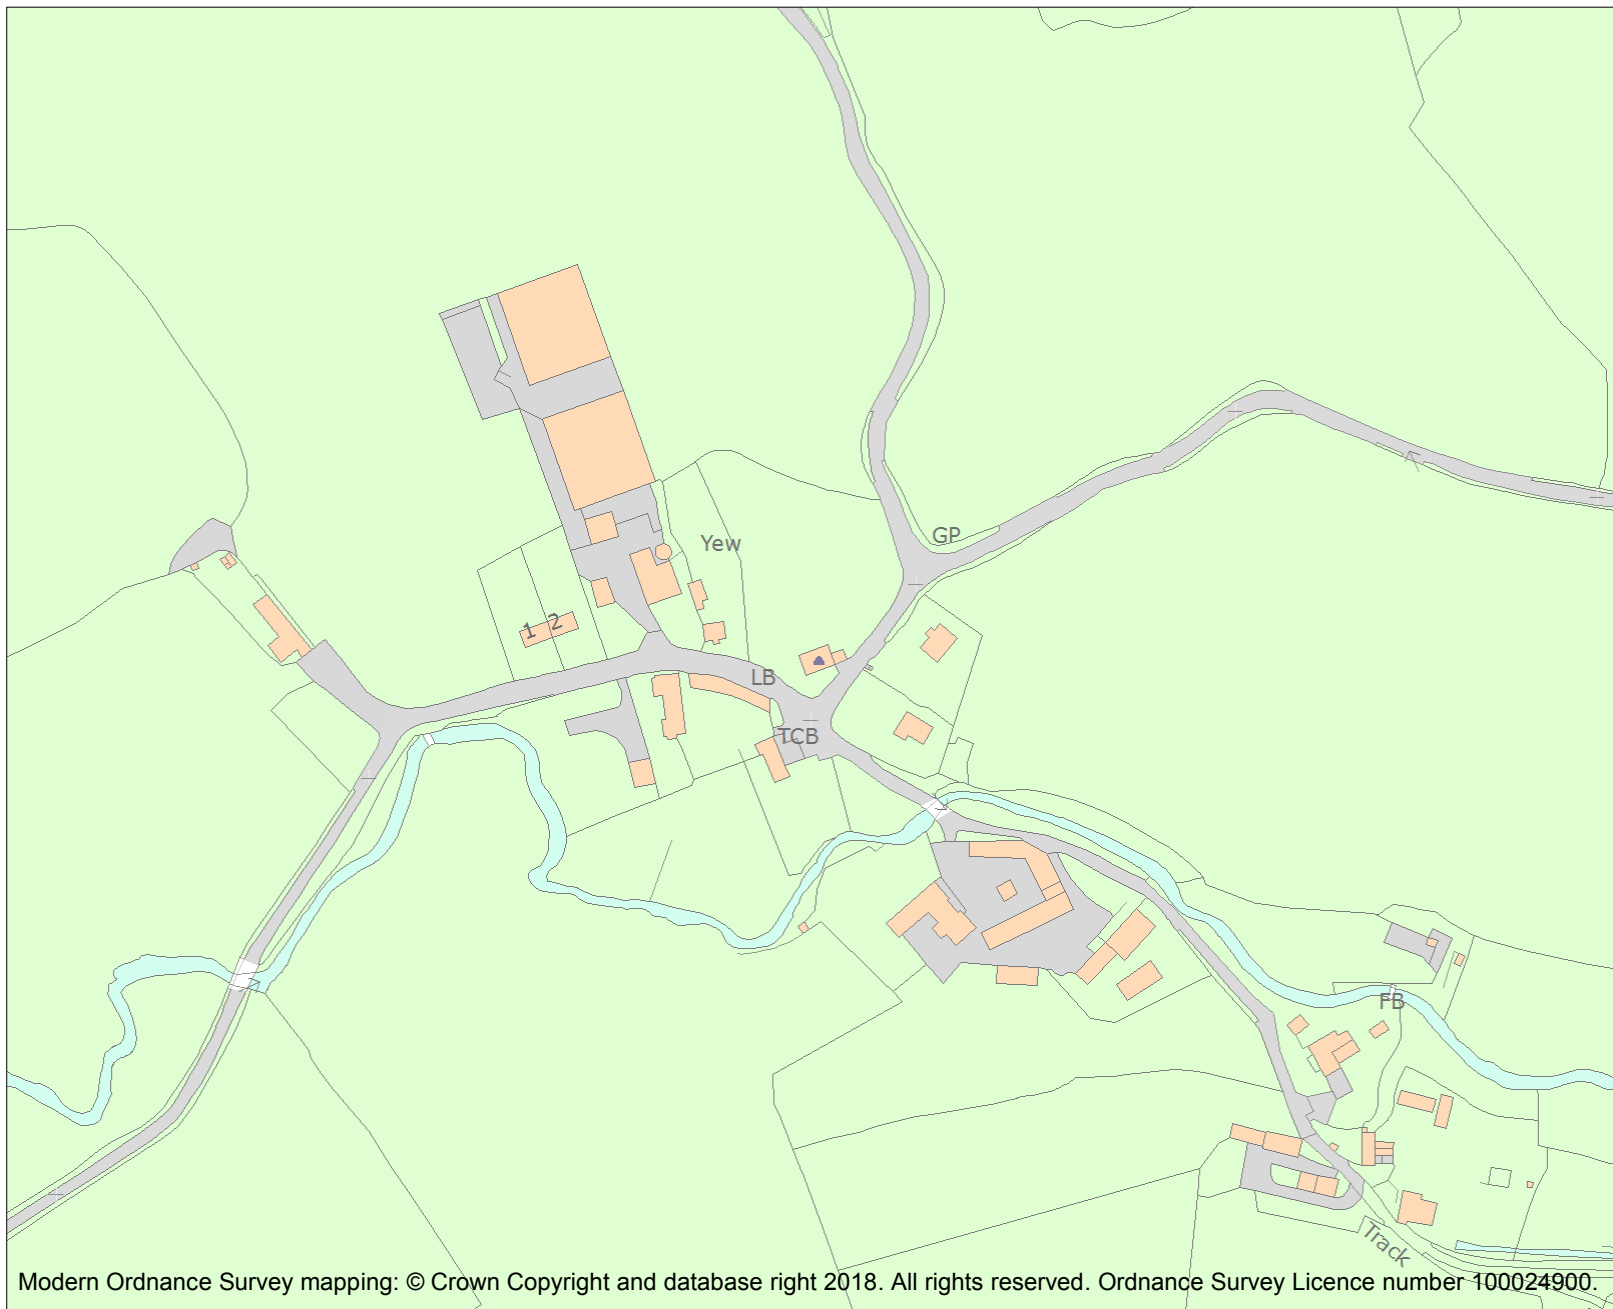 GP
Yew
1 2
LB
TCB
FB
Track
Modern Ordnance Survey mapping: © Crown Copyright and database right 2018. All rights reserved. Ordnance Survey Licence number 100024900.